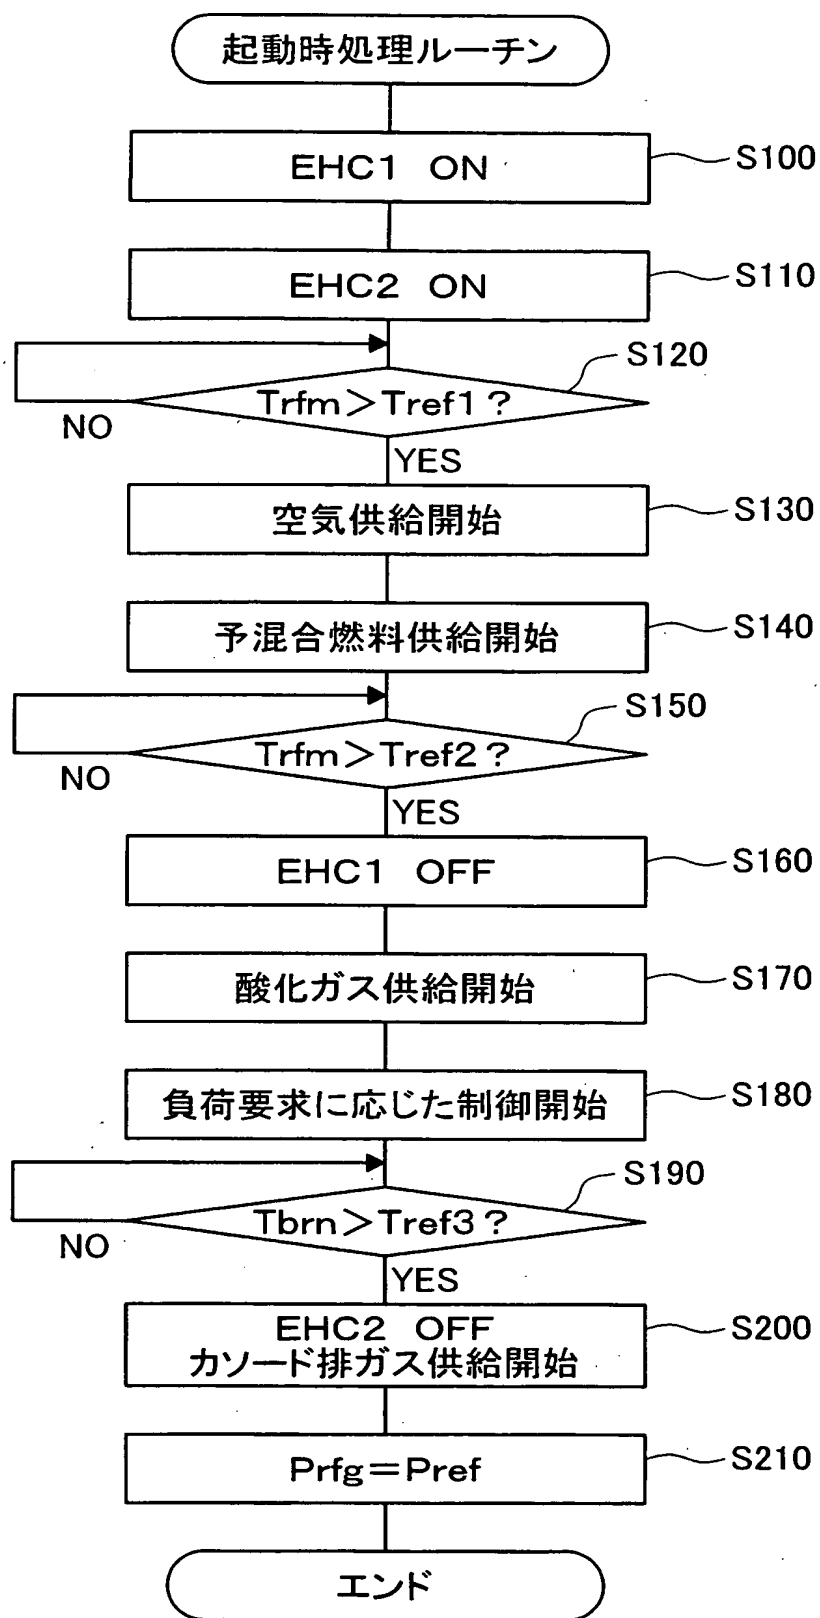 起動時処理ルーチン
EHC1 ON
S100
EHC2 ON
S110
S120
Trfm＞Tref1？
NO
YES
空気供給開始
S130
予混合燃料供給開始
S140
S150
Trfm＞Tref2？
NO
YES
EHC1 OFF
S160
酸化ガス供給開始
S170
負荷要求に応じた制御開始
S180
S190
Tbrn＞Tref3？
NO
YES
EHC2 OFF
カソード排ガス供給開始
S200
Prfg＝Pref
S210
エンド